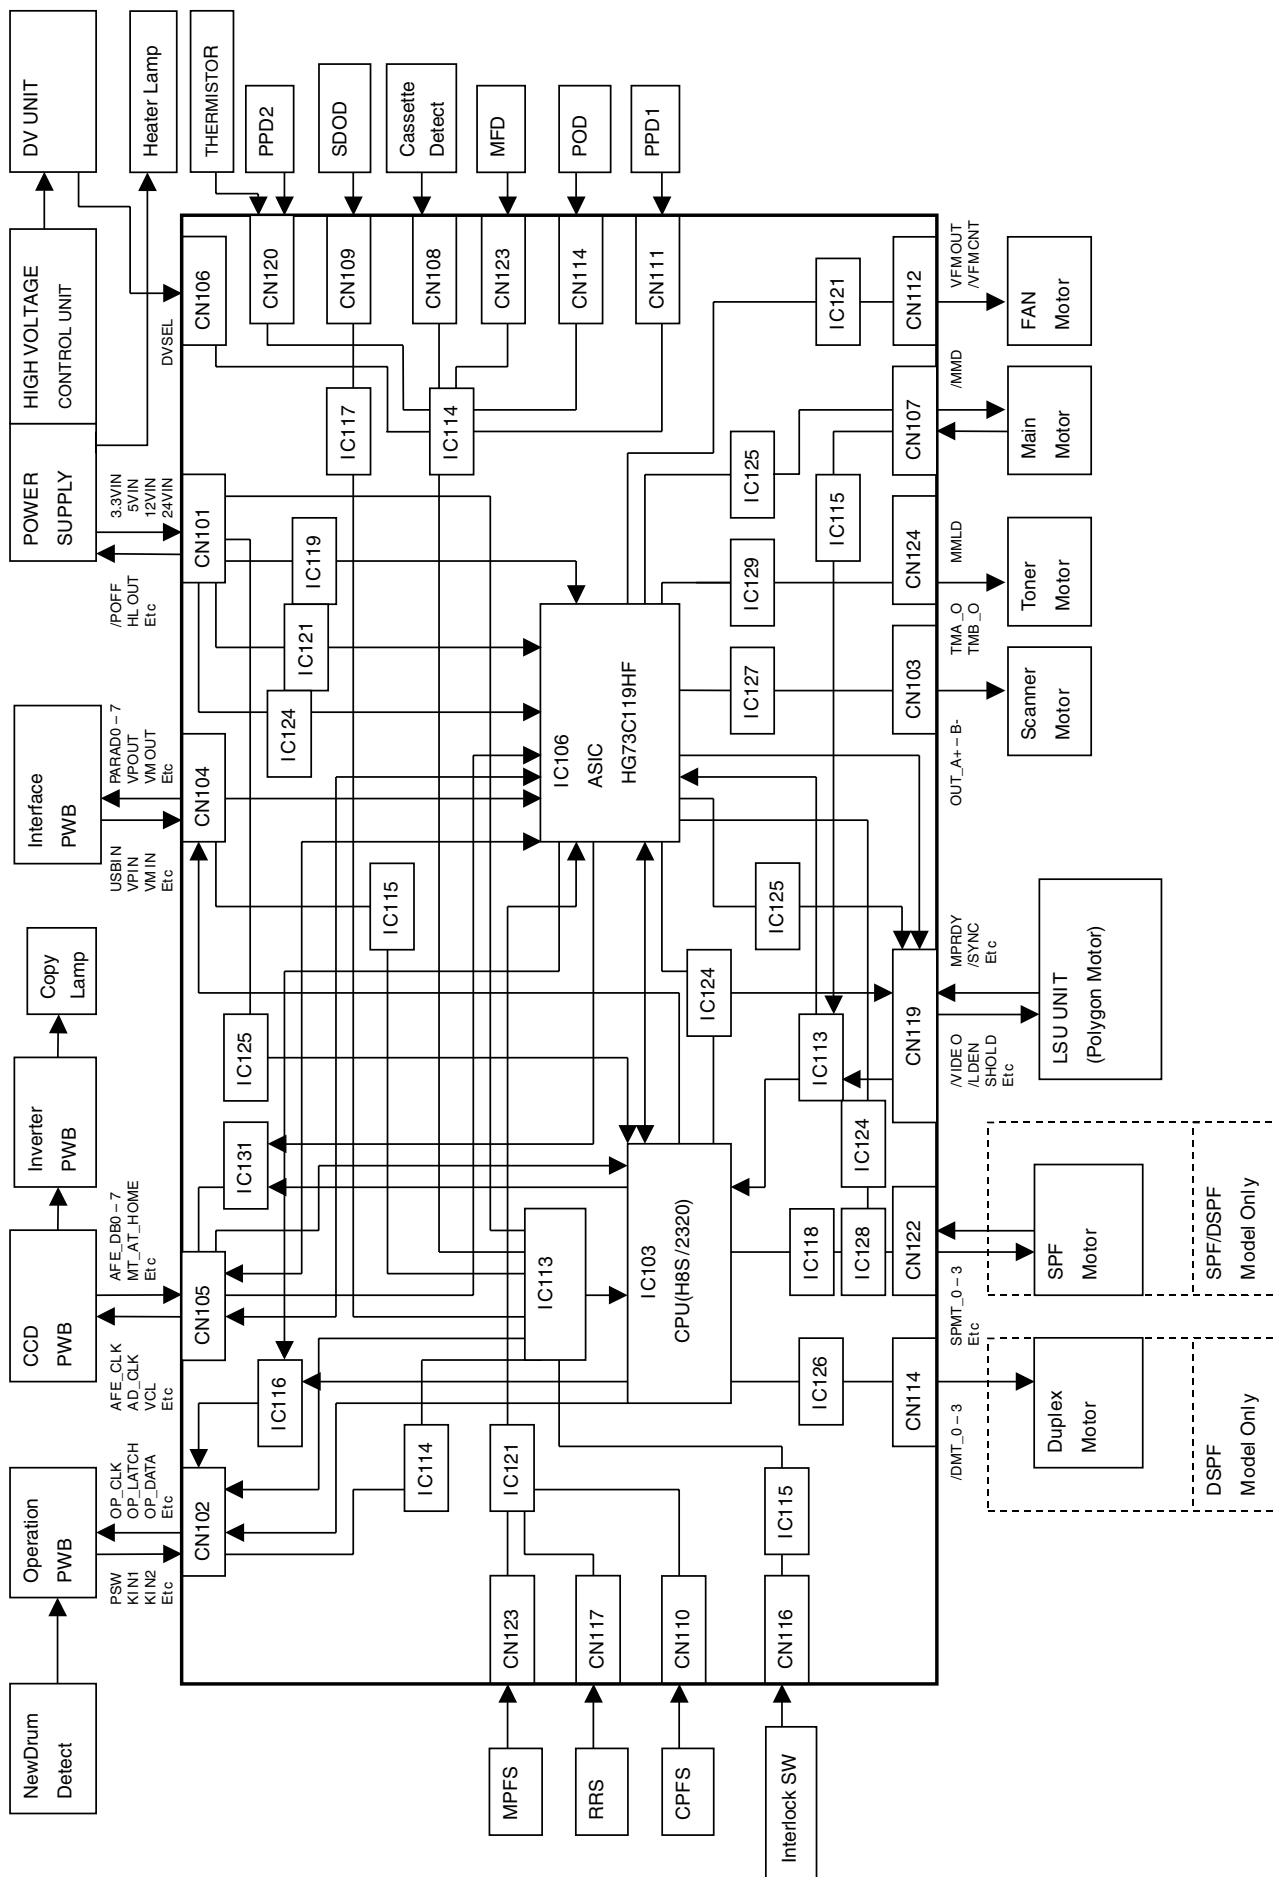 NewDrum
Detect
Operation
PWB
CCD
PWB
Inverter
PWB
Copy
Lamp
Interface
PWB
POWER
SUPPLY
HIGH VOLTAGE
CONTROL UNIT
DV UNIT
Heater Lamp
THERMISTOR
PPD2
SDOD
Cassette
Detect
MFD
POD
PPD1
PSW
KIN1
KIN2
Etc
OP_CLK
OP_LATCH
OP_DATA
Etc
AFE_CLK
AD_CLK
VCL
Etc
AFE_DB0-7
MT_AT_HOME
Etc
USBIN
VPIN
VMIN
Etc
PARAD0-7
VPOUT
VMOUT
Etc
/POFF
HLOUT
Etc
3.3VIN
5VIN
12VIN
24VIN
DVSEL
CN102
CN105
CN104
CN101
CN106
CN120
CN109
CN108
CN123
CN114
CN111
IC116
IC131
IC125
IC115
IC124
IC121
IC119
IC117
IC114
IC114
IC121
IC113
IC106
ASIC
HG73C119HF
IC103
CPU(H8S/2320)
CN123
CN117
CN110
CN116
MPFS
RRS
CPFS
Interlock SW
IC115
IC126
IC118
IC128
IC124
IC113
IC124
IC125
IC127
IC129
IC125
IC115
IC121
CN114
CN122
CN119
CN103
CN124
CN107
CN112
/DMT_0-3
SPMT_0-3
Etc
/VIDEO
/LDEN
SHOLD
Etc
MPRDY
/SYNC
Etc
OUT_A+-B-
TMA_O
TMB_O
MMLD
/MMD
VFMOUT
/VFMCNT
Duplex
Motor
DSPF
Model Only
SPF
Motor
SPF/DSPF
Model Only
LSU UNIT
(Polygon Motor)
Scanner
Motor
Toner
Motor
Main
Motor
FAN
Motor